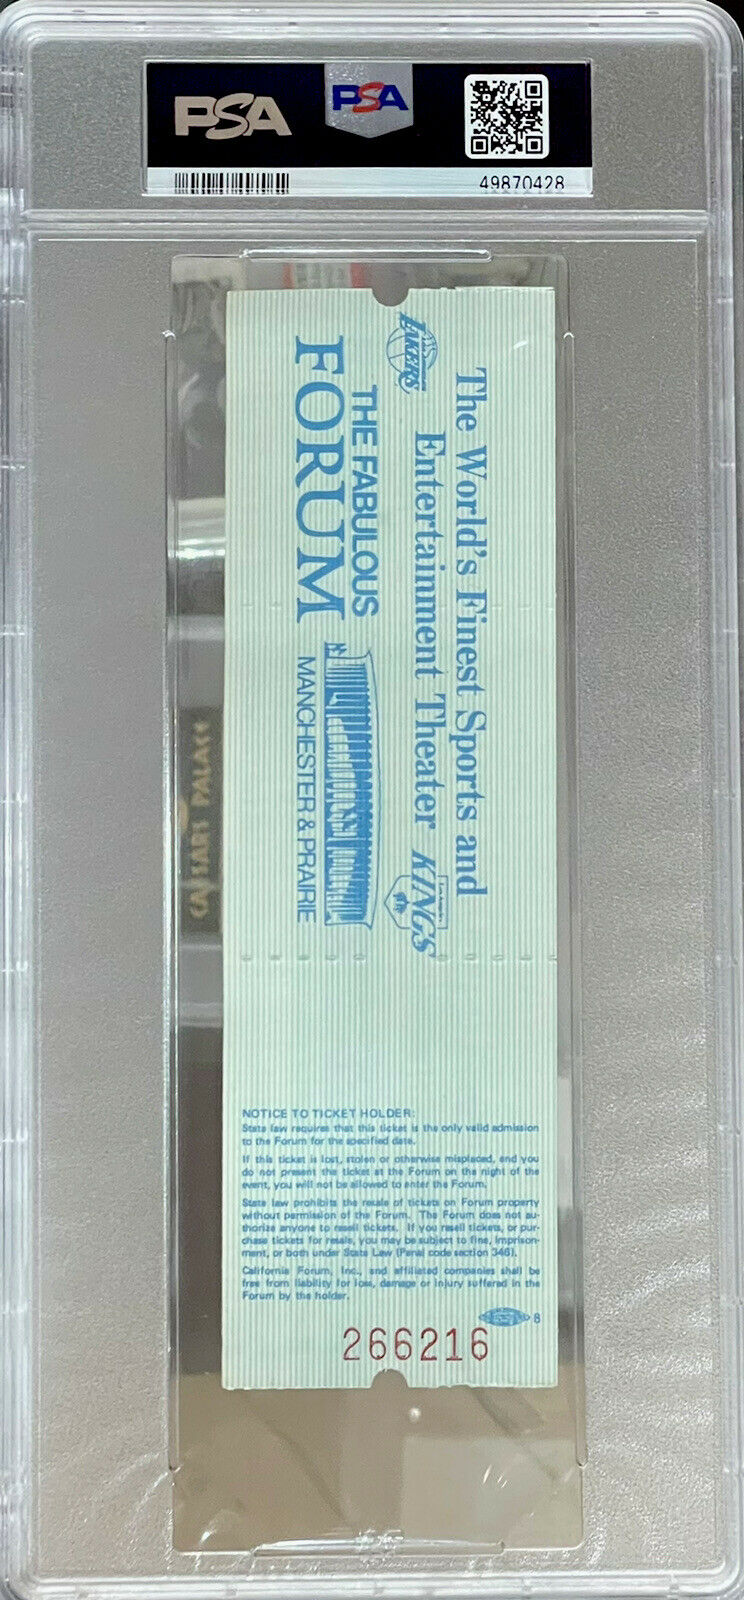 PSA
PSA
49870428
Los Angeles
LAKERS
The World's Finest Sports and
Entertainment Theater
Los Angeles
KINGS
THE FABULOUS
FORUM
MANCHESTER & PRAIRIE
CAESARS PALACE
NOTICE TO TICKET HOLDER:
State law requires that this ticket is the only valid admission
to the Forum for the specified date.
If this ticket is lost, stolen or otherwise misplaced, and you
do not present the ticket at the Forum on the night of the
event, you will not be allowed to enter the Forum.
State law prohibits the resale of tickets on Forum property
without permission of the Forum. The Forum does not au-
thorize anyone to resell tickets. If you resell tickets, or pur-
chase tickets for resale, you may be subject to fine, imprison-
ment, or both under State Law (Penal code section 346).
California Forum, Inc., and affiliated companies shall be
free from liability for loss, damage or injury suffered in the
Forum by the holder.
8
266216